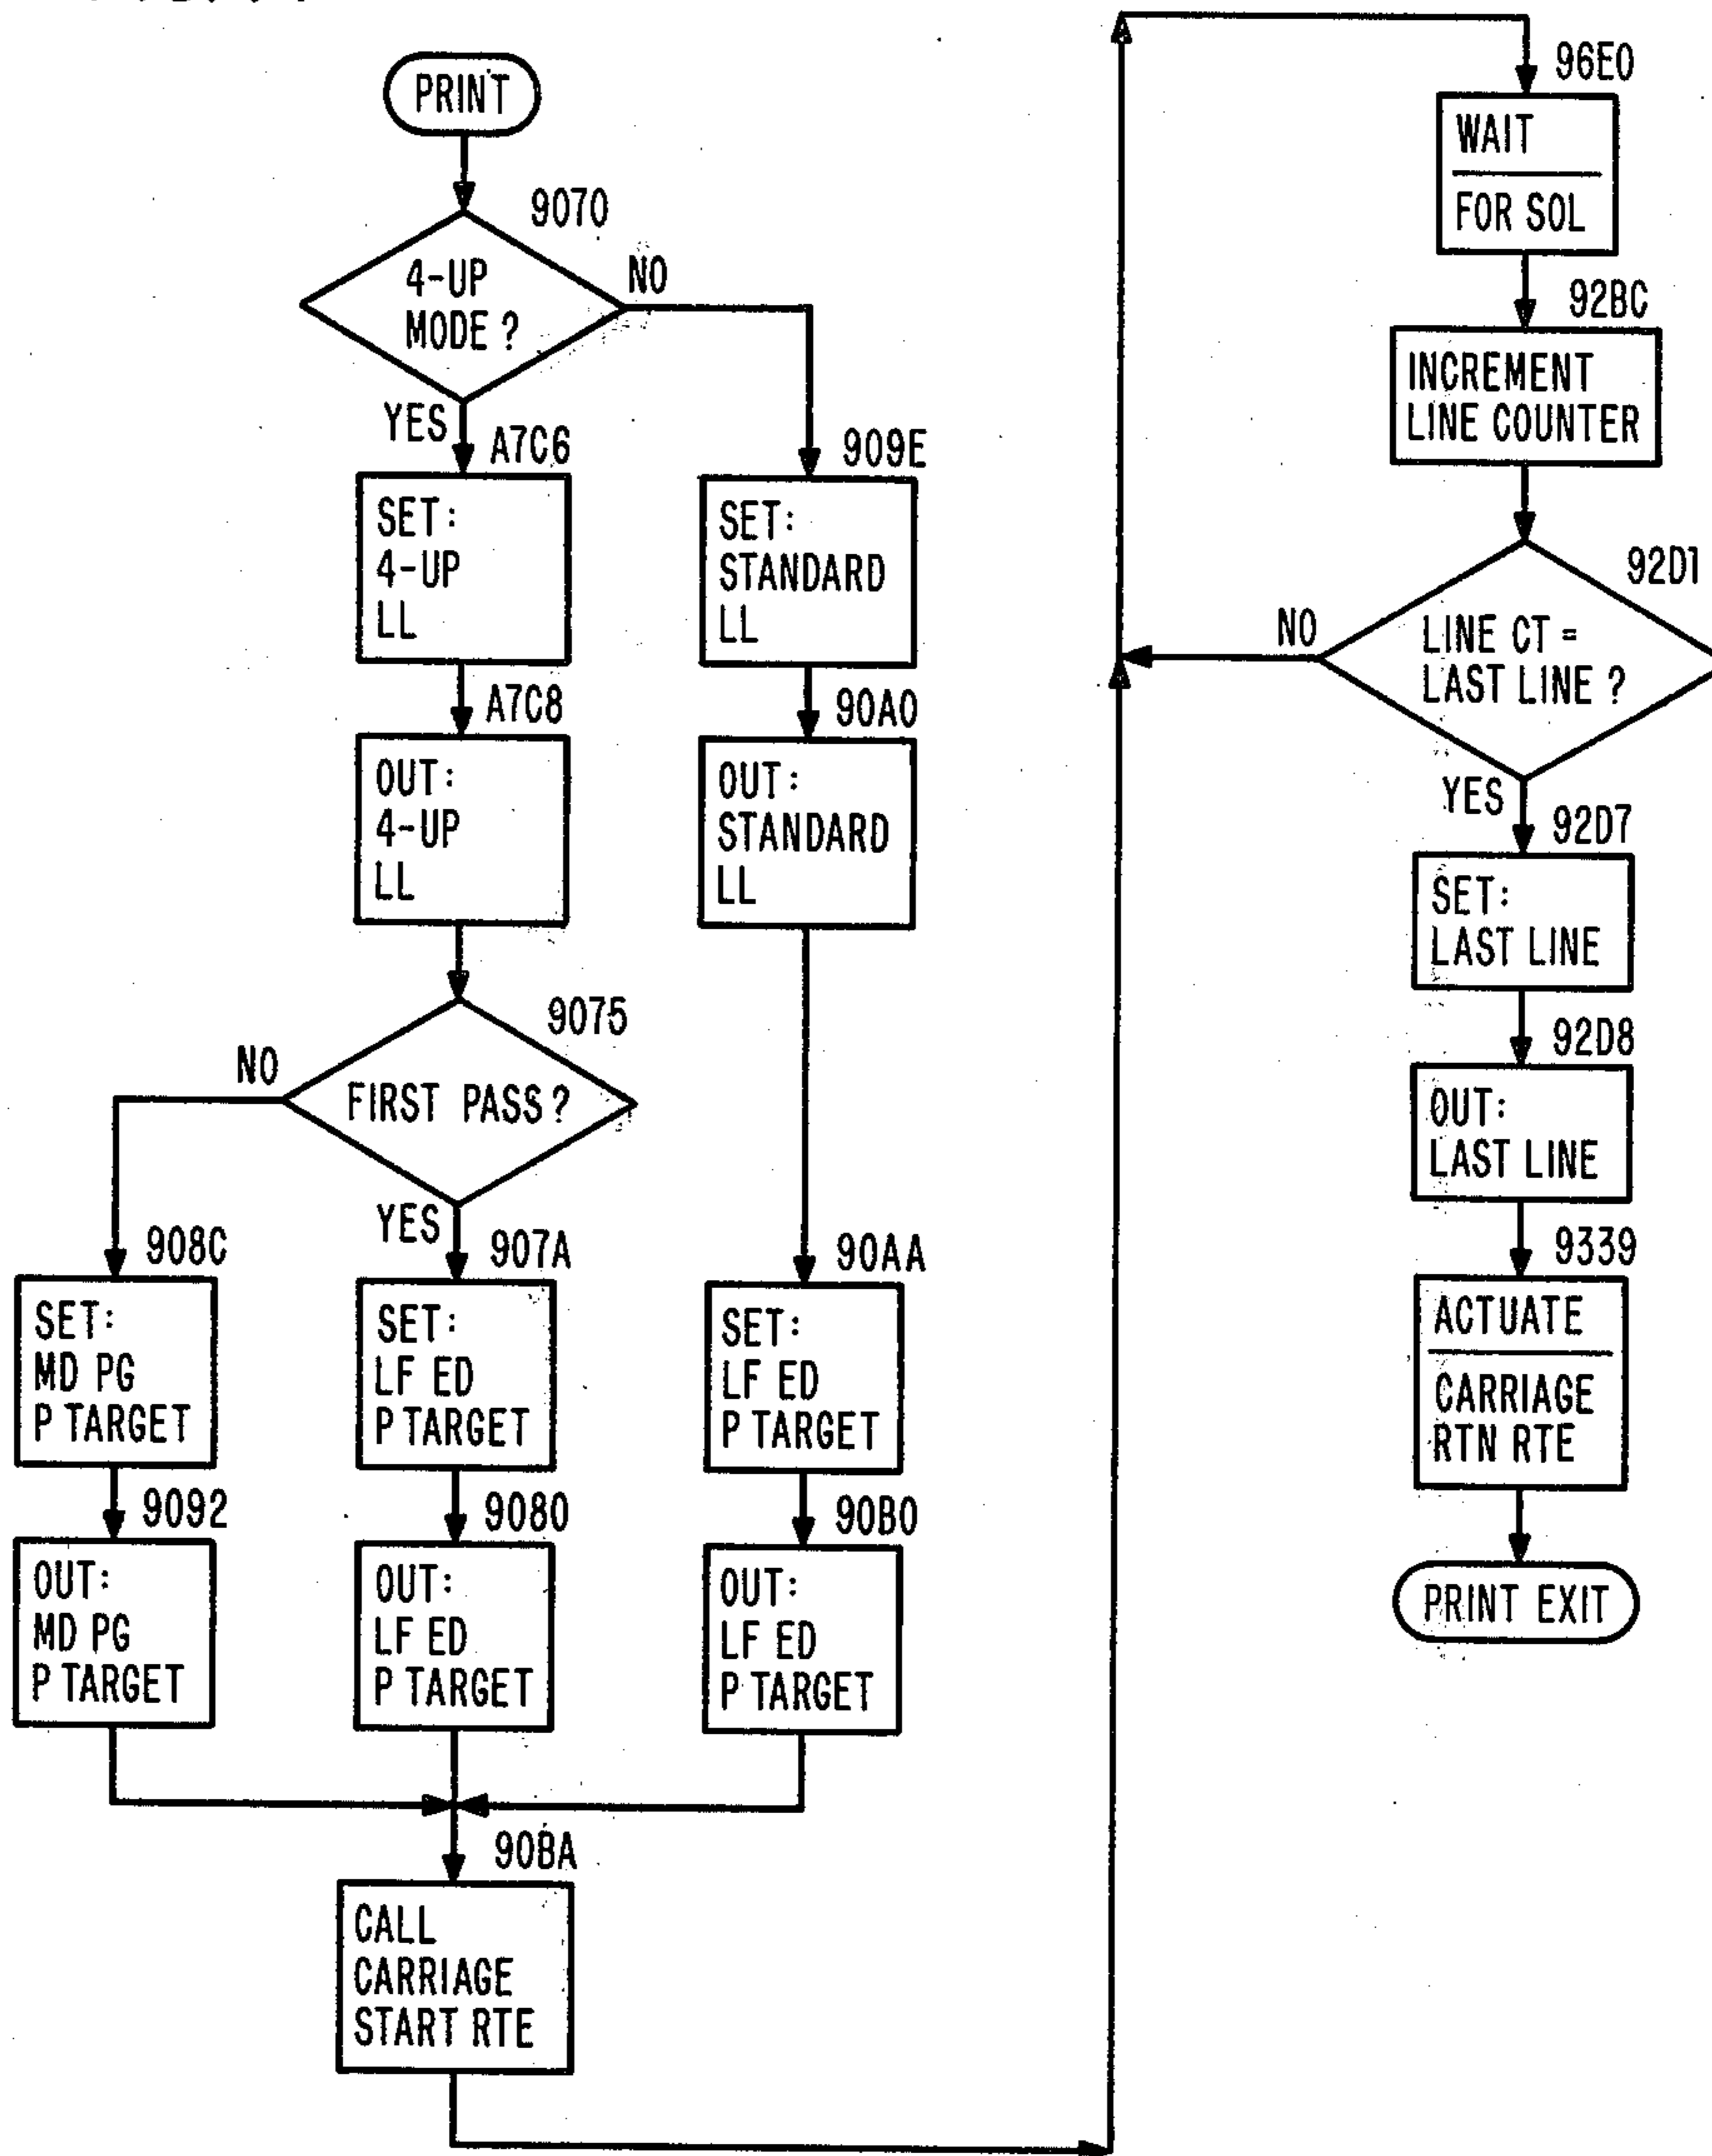 PRINT
9070
4-UP
MODE ?
NO
YES
A7C6
SET:
4-UP
LL
909E
SET:
STANDARD
LL
A7C8
OUT:
4-UP
LL
90A0
OUT:
STANDARD
LL
9075
FIRST PASS ?
NO
YES
908C
SET:
MD PG
P TARGET
907A
SET:
LF ED
P TARGET
90AA
SET:
LF ED
P TARGET
9092
OUT:
MD PG
P TARGET
9080
OUT:
LF ED
P TARGET
90B0
OUT:
LF ED
P TARGET
90BA
CALL
CARRIAGE
START RTE
96E0
WAIT
FOR SOL
92BC
INCREMENT
LINE COUNTER
92D1
LINE CT =
LAST LINE ?
NO
YES
92D7
SET:
LAST LINE
92D8
OUT:
LAST LINE
9339
ACTUATE
CARRIAGE
RTN RTE
PRINT EXIT